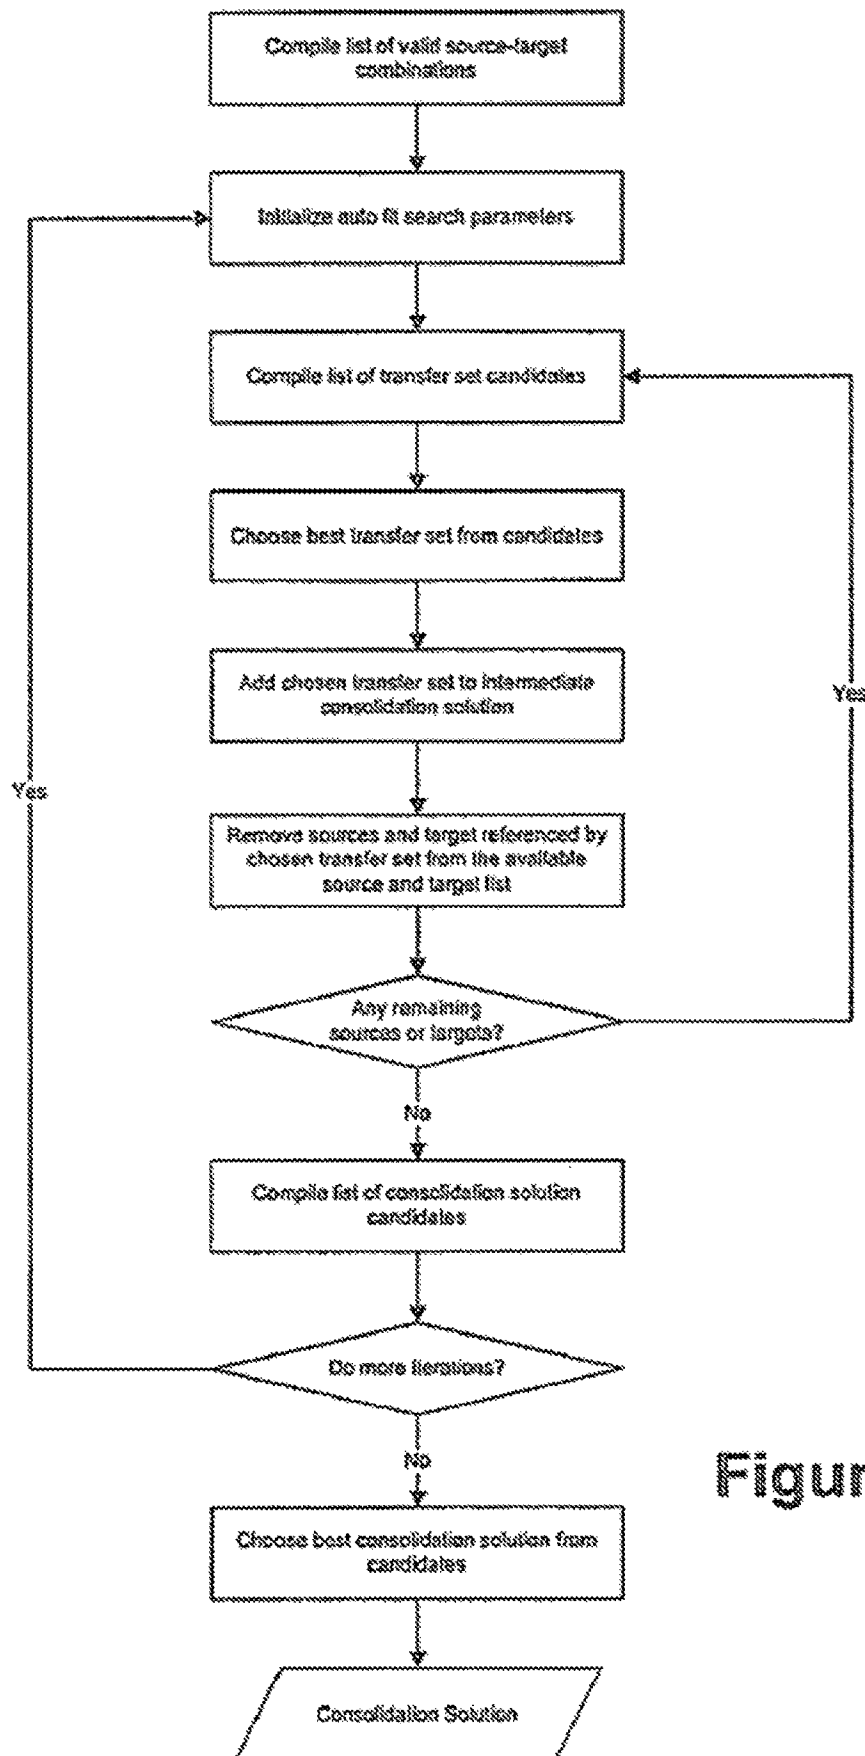 Compile list of valid source-target
combinations
Initialize auto fit search parameters
Compile list of transfer set candidates
Choose best transfer set from candidates
Add chosen transfer set to intermediate
consolidation solution
Yes
Yes
Remove sources and target referenced by
chosen transfer set from the available
source and target list
Any remaining
sources or targets?
No
Compile list of consolidation solution
candidates
Do more iterations?
No
Figur
Choose best consolidation solution from
candidates
Consolidation Solution